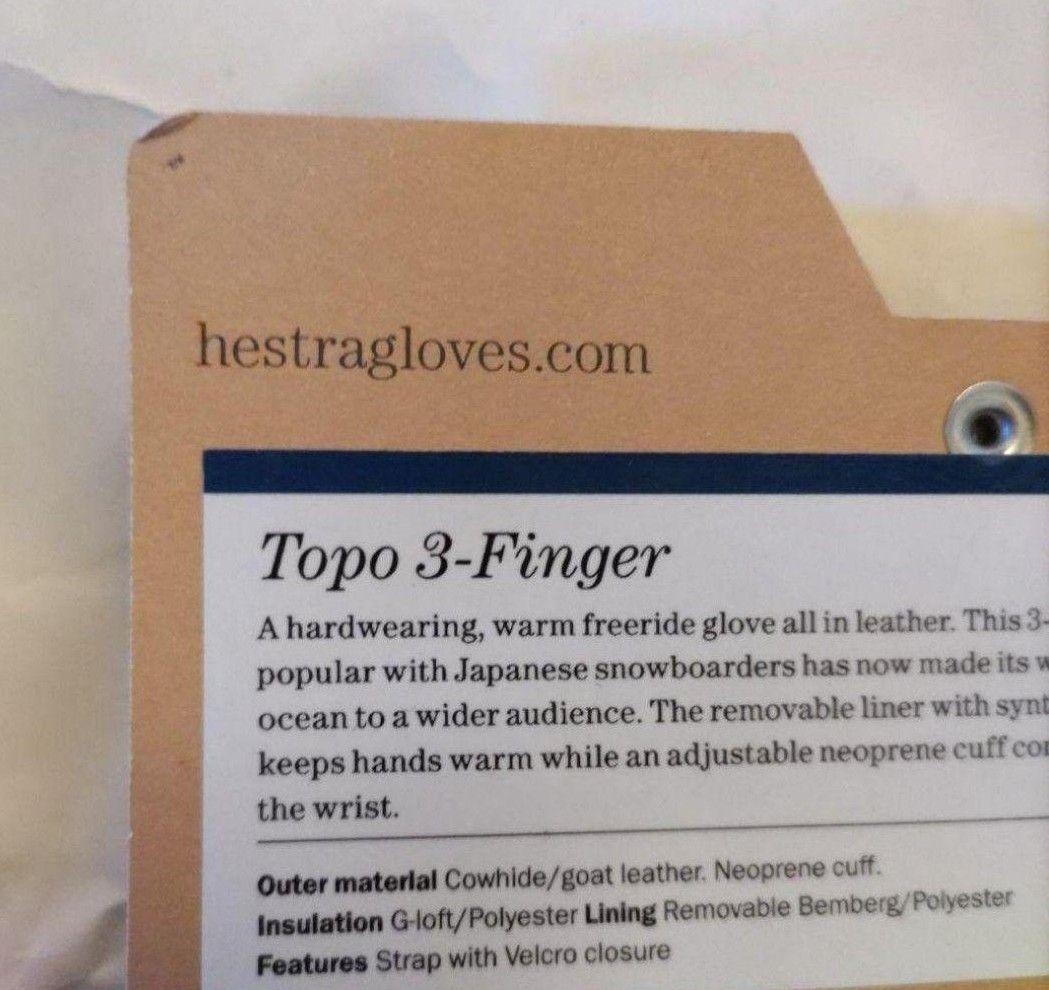 hestragloves.com
Topo 3-Finger
A hardwearing, warm freeride glove all in leather. This 3-
popular with Japanese snowboarders has now made its
ocean to a wider audience. The removable liner with
keeps hands warm while an adjustable neoprene cuff
the wrist.
Outer material Cowhide/goat leather. Neoprene cuff.
Insulation G-loft/Polyester Lining Removable Bemberg/Polyester
Features Strap with Velcro closure